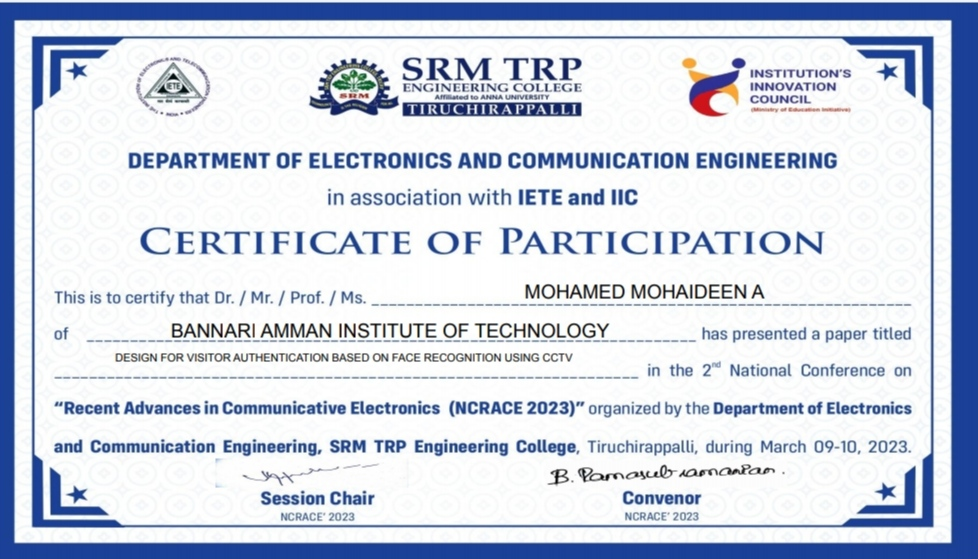 IETE
SRM
SRM TRP
ENGINEERING COLLEGE
Affiliated to ANNA UNIVERSITY
TIRUCHIRAPPALLI
INSTITUTION'S
INNOVATION
COUNCIL
(Ministry of Education Initiative)
DEPARTMENT OF ELECTRONICS AND COMMUNICATION ENGINEERING
in association with IETE and IIC
CERTIFICATE OF PARTICIPATION
This is to certify that Dr. / Mr. / Prof. / Ms. MOHAMED MOHAIDEEN A
of BANNARI AMMAN INSTITUTE OF TECHNOLOGY has presented a paper titled
DESIGN FOR VISITOR AUTHENTICATION BASED ON FACE RECOGNITION USING CCTV in the 2nd National Conference on
“Recent Advances in Communicative Electronics (NCRACE 2023)” organized by the Department of Electronics
and Communication Engineering, SRM TRP Engineering College, Tiruchirappalli, during March 09-10, 2023.
B. Ramasubramanian.
Session Chair
NCRACE' 2023
Convenor
NCRACE' 2023